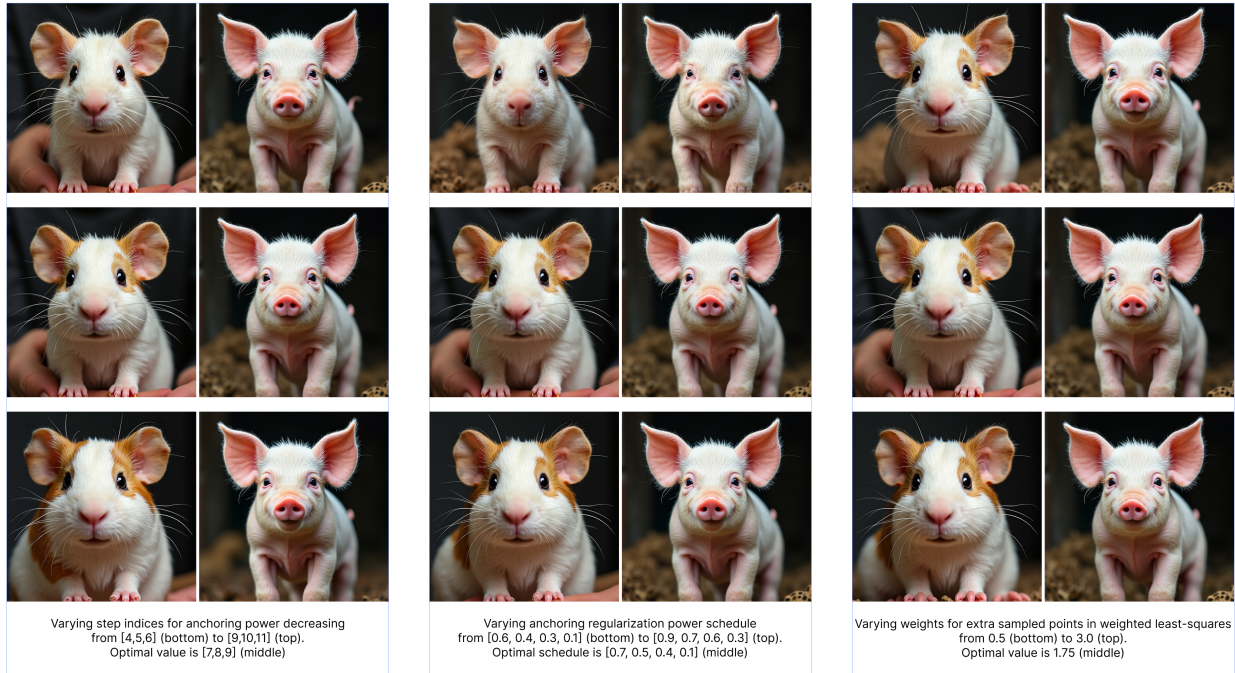 Varying step indices for anchoring power decreasing
from [4,5,6] (bottom) to [9,10,11] (top).
Optimal value is [7,8,9] (middle)
Varying anchoring regularization power schedule
from [0.6, 0.4, 0.3, 0.1] (bottom) to [0.9, 0.7, 0.6, 0.3] (top).
Optimal schedule is [0.7, 0.5, 0.4, 0.1] (middle)
Varying weights for extra sampled points in weighted least-squares
from 0.5 (bottom) to 3.0 (top).
Optimal value is 1.75 (middle)